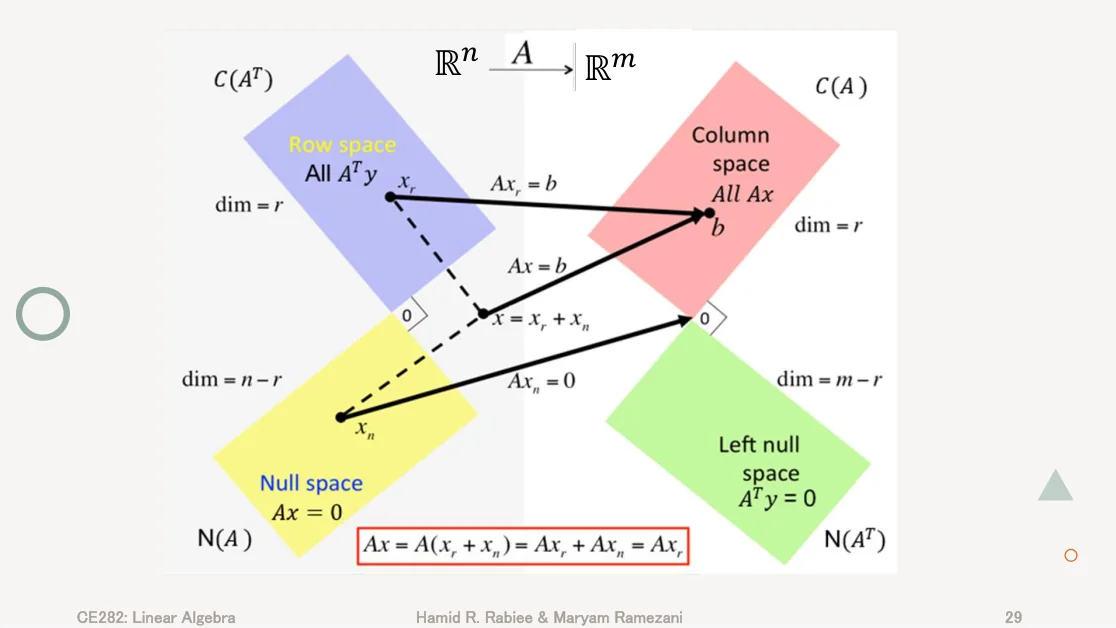 ℝⁿ A ℝᵐ
C(Aᵀ)
C(A)
Row space
All Aᵀy
xᵣ
dim = r
Axᵣ = b
Column
space
All Ax
b
dim = r
Ax = b
0
x = xᵣ + xₙ
0
dim = n − r
Axₙ = 0
dim = m − r
xₙ
Null space
Ax = 0
Left null
space
Aᵀy = 0
N(A)
N(Aᵀ)
Ax = A(xᵣ + xₙ) = Axᵣ + Axₙ = Axᵣ
CE282: Linear Algebra
Hamid R. Rabiee & Maryam Ramezani
29